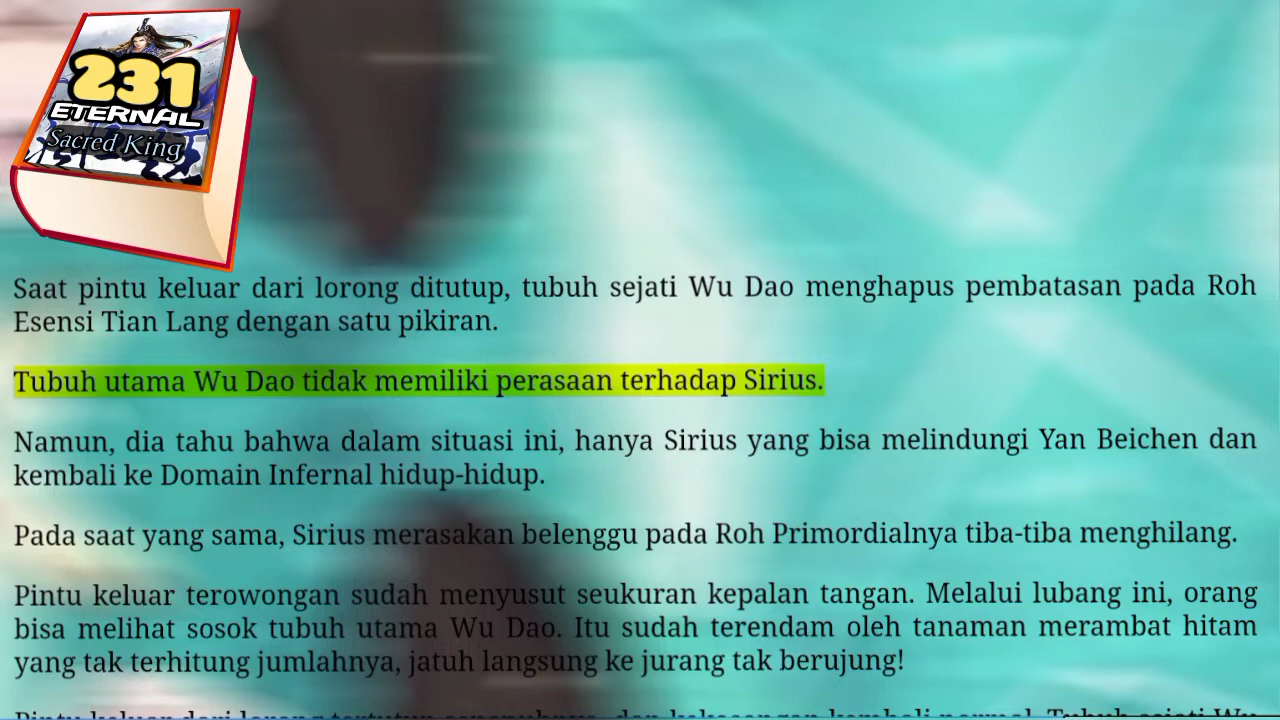 231
ETERNAL
Sacred King
Saat pintu keluar dari lorong ditutup, tubuh sejati Wu Dao menghapus pembatasan pada Roh
Esensi Tian Lang dengan satu pikiran.
Tubuh utama Wu Dao tidak memiliki perasaan terhadap Sirius.
Namun, dia tahu bahwa dalam situasi ini, hanya Sirius yang bisa melindungi Yan Beichen dan
kembali ke Domain Infernal hidup-hidup.
Pada saat yang sama, Sirius merasakan belenggu pada Roh Primordialnya tiba-tiba menghilang.
Pintu keluar terowongan sudah menyusut seukuran kepalan tangan. Melalui lubang ini, orang
bisa melihat sosok tubuh utama Wu Dao. Itu sudah terendam oleh tanaman merambat hitam
yang tak terhitung jumlahnya, jatuh langsung ke jurang tak berujung!